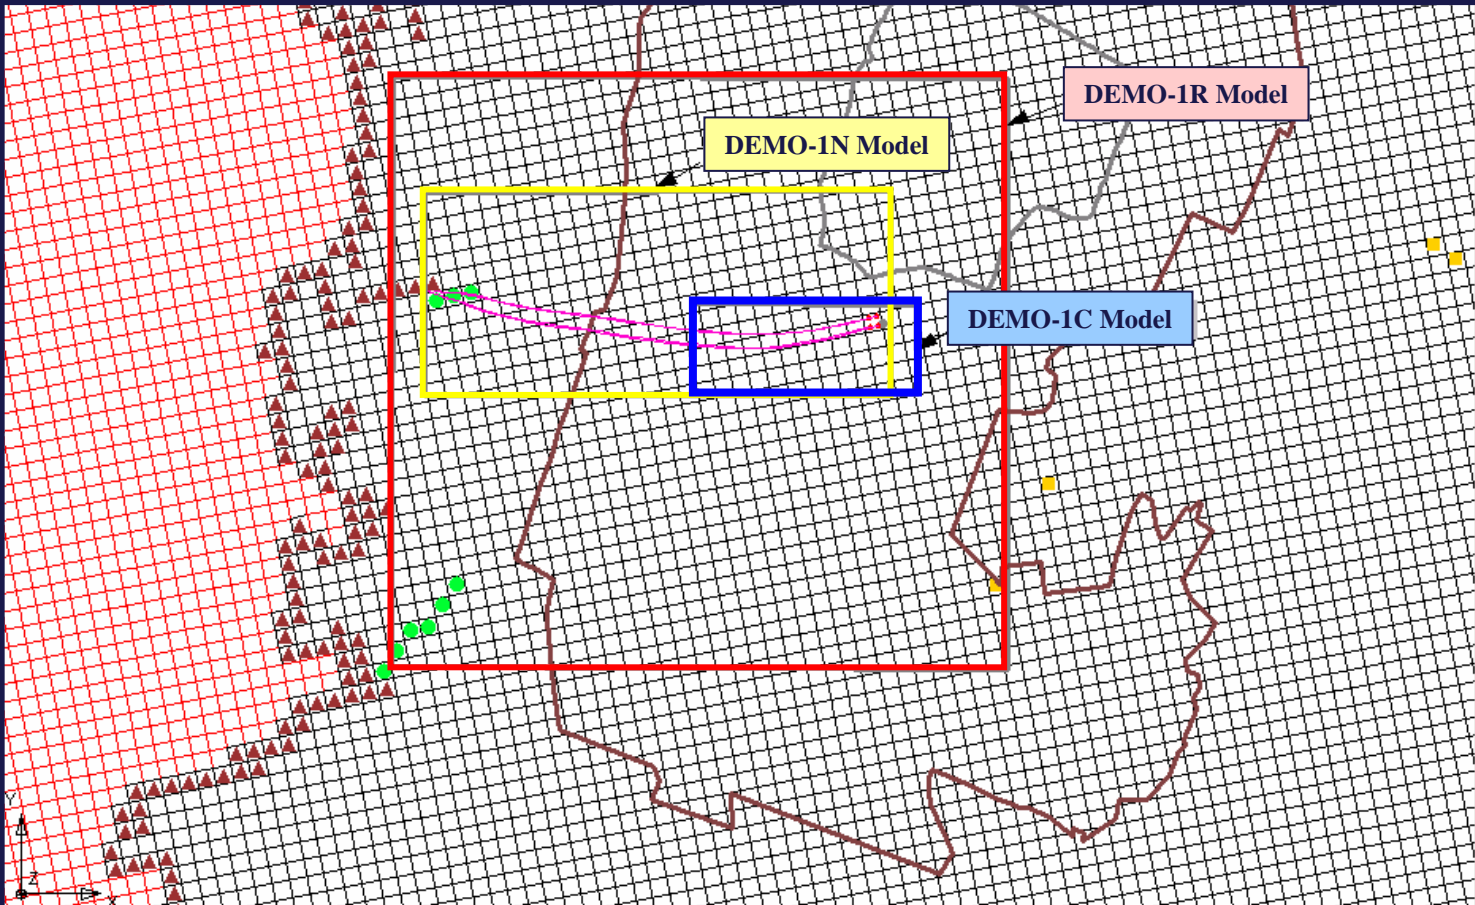 DEMO-1R Model
DEMO-1N Model
DEMO-1C Model
Y
Z
X